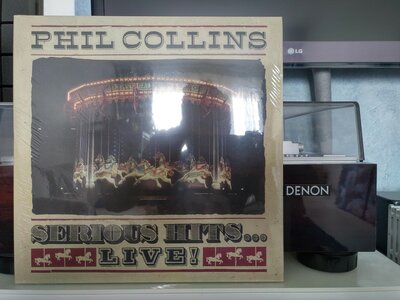 PHIL COLLINS
SERIOUS HITS...
LIVE!
LG
DENON